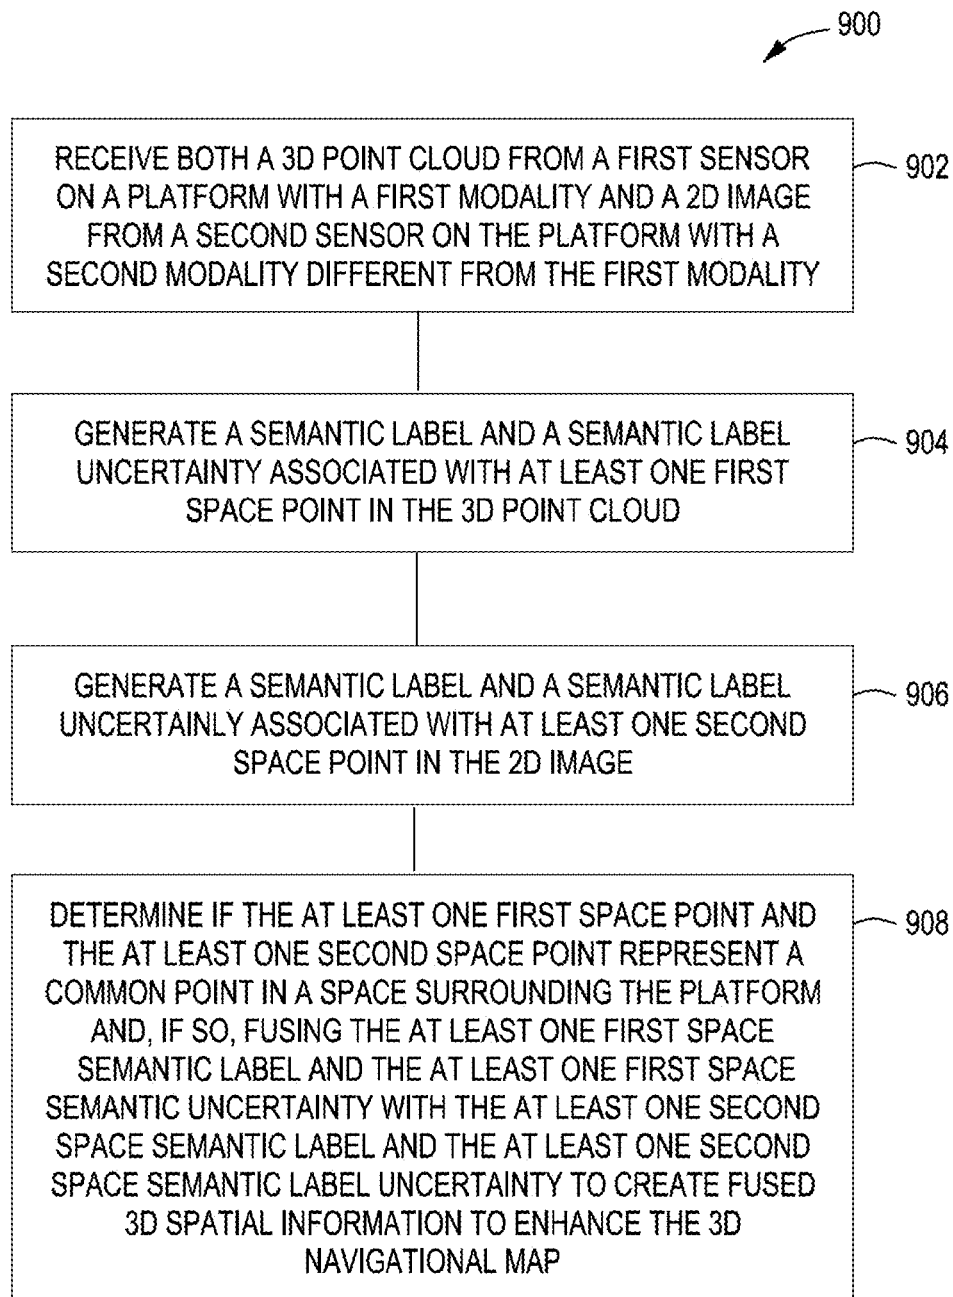 900
RECEIVE BOTH A 3D POINT CLOUD FROM A FIRST SENSOR
ON A PLATFORM WITH A FIRST MODALITY AND A 2D IMAGE
FROM A SECOND SENSOR ON THE PLATFORM WITH A
SECOND MODALITY DIFFERENT FROM THE FIRST MODALITY
902
GENERATE A SEMANTIC LABEL AND A SEMANTIC LABEL
UNCERTAINTY ASSOCIATED WITH AT LEAST ONE FIRST
SPACE POINT IN THE 3D POINT CLOUD
904
GENERATE A SEMANTIC LABEL AND A SEMANTIC LABEL
UNCERTAINLY ASSOCIATED WITH AT LEAST ONE SECOND
SPACE POINT IN THE 2D IMAGE
906
DETERMINE IF THE AT LEAST ONE FIRST SPACE POINT AND
THE AT LEAST ONE SECOND SPACE POINT REPRESENT A
COMMON POINT IN A SPACE SURROUNDING THE PLATFORM
AND, IF SO, FUSING THE AT LEAST ONE FIRST SPACE
SEMANTIC LABEL AND THE AT LEAST ONE FIRST SPACE
SEMANTIC UNCERTAINTY WITH THE AT LEAST ONE SECOND
SPACE SEMANTIC LABEL AND THE AT LEAST ONE SECOND
SPACE SEMANTIC LABEL UNCERTAINTY TO CREATE FUSED
3D SPATIAL INFORMATION TO ENHANCE THE 3D
NAVIGATIONAL MAP
908